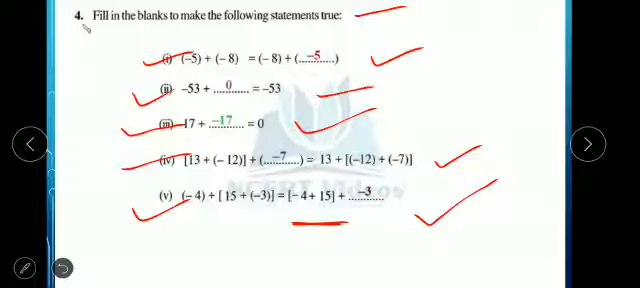 4. Fill in the blanks to make the following statements true:
(i) (–5) + (– 8) = (– 8) + (...–5...)
(ii) –53 + ...0... = –53
(iii) 17 + ...–17... = 0
(iv) [13 + (– 12)] + (...–7...) = 13 + [(–12) + (–7)]
(v) (– 4) + [ 15 + (–3)] = [– 4 + 15] + ...–3...